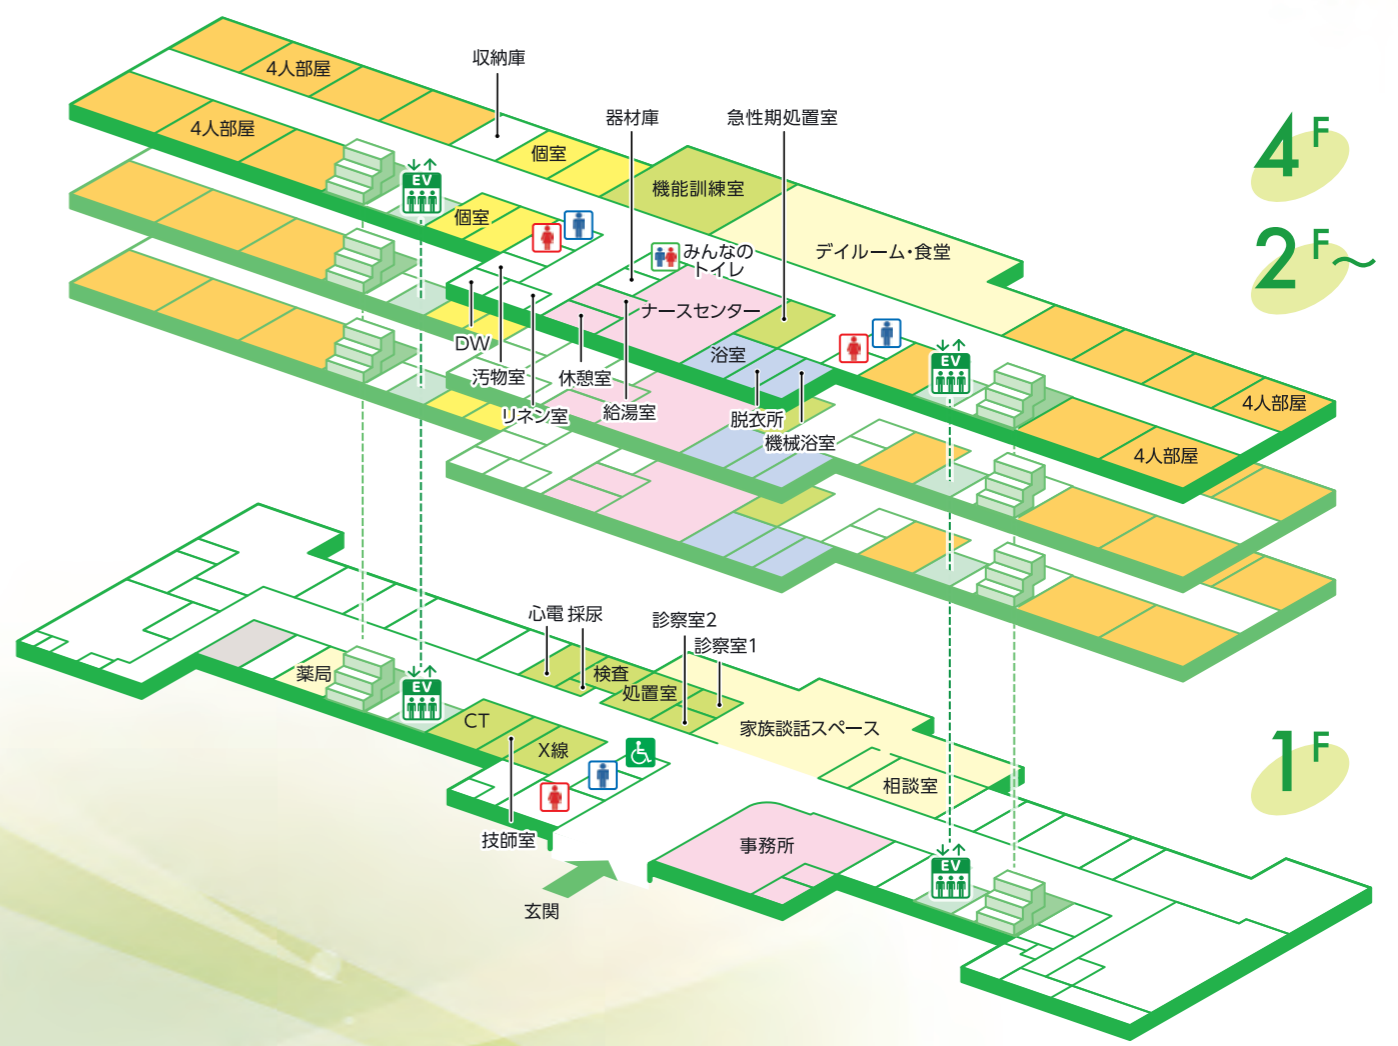 収納庫
4人部屋
器材庫
急性期処置室
4F
4人部屋
個室
EV
機能訓練室
個室
2F～
みんなの
トイレ
デイルーム・食堂
ナースセンター
DW
浴室
EV
汚物室
休憩室
リネン室
給湯室
脱衣所
機械浴室
4人部屋
4人部屋
心電
採尿
診察室2
診察室1
薬局
検査
処置室
EV
CT
X線
家族談話スペース
1F
相談室
技師室
事務所
EV
玄関